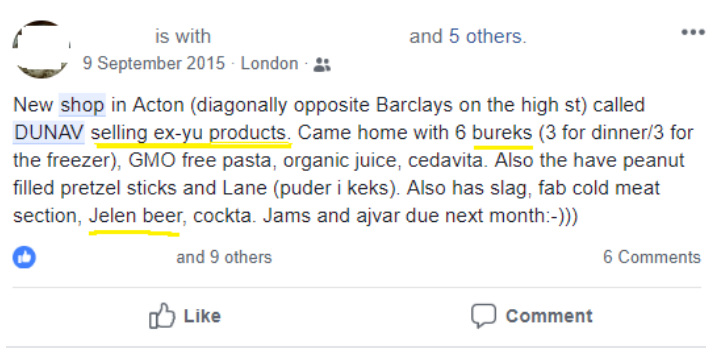 is with and 5 others.
9 September 2015 · London ·
New shop in Acton (diagonally opposite Barclays on the high st) called
DUNAV selling ex-yu products. Came home with 6 bureks (3 for dinner/3 for
the freezer), GMO free pasta, organic juice, cedavita. Also the have peanut
filled pretzel sticks and Lane (puder i keks). Also has slag, fab cold meat
section, Jelen beer, cockta. Jams and ajvar due next month:-)))
and 9 others 6 Comments
Like Comment